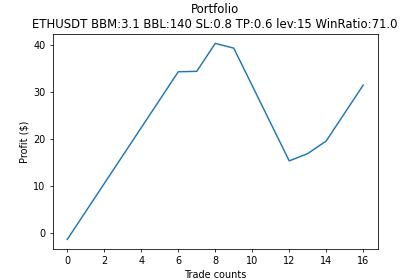 Portfolio
ETHUSDT BBM:3.1 BBL:140 SL:0.8 TP:0.6 lev:15 WinRatio:71.0
Profit ($)
40
30
20
10
0
0 2 4 6 8 10 12 14 16
Trade counts